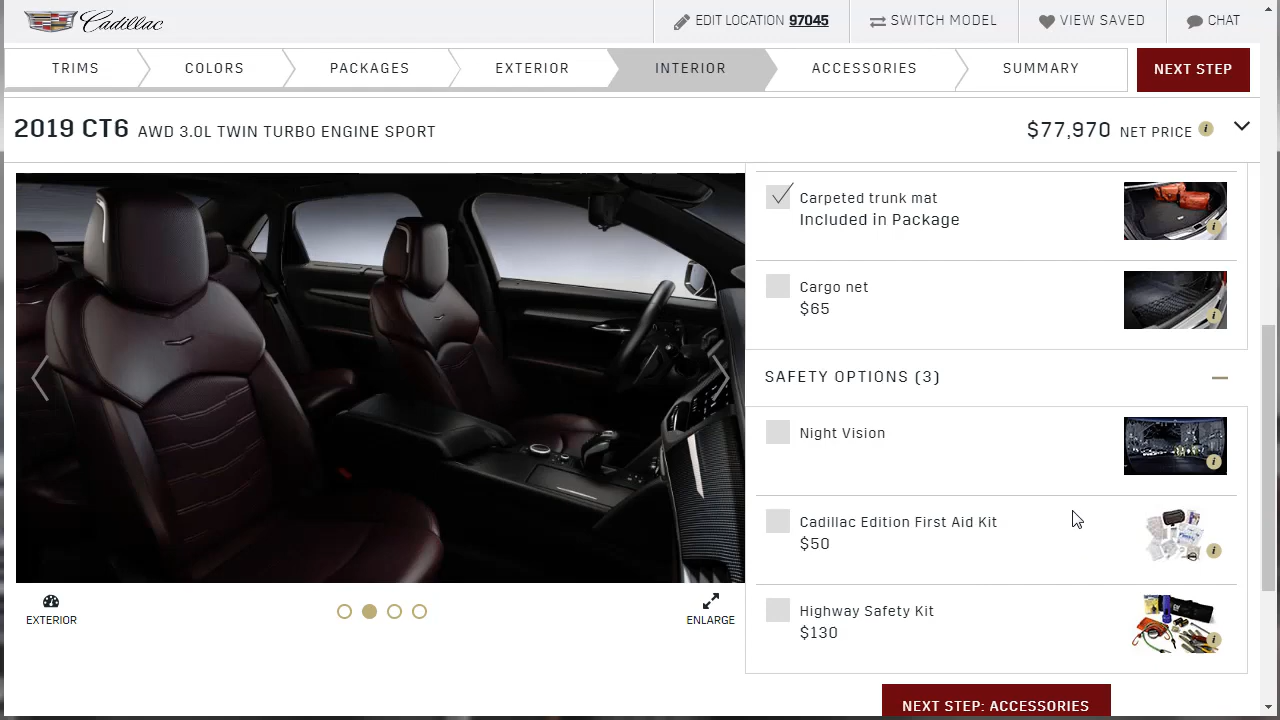 Cadillac
EDIT LOCATION 97045
SWITCH MODEL
VIEW SAVED
CHAT
TRIMS
COLORS
PACKAGES
EXTERIOR
INTERIOR
ACCESSORIES
SUMMARY
NEXT STEP
2019 CT6 AWD 3.0L TWIN TURBO ENGINE SPORT
$77,970 NET PRICE i
Carpeted trunk mat
Included in Package
i
Cargo net
$65
i
SAFETY OPTIONS (3)
Night Vision
i
Cadillac Edition First Aid Kit
$50
i
Highway Safety Kit
$130
i
EXTERIOR
ENLARGE
NEXT STEP: ACCESSORIES